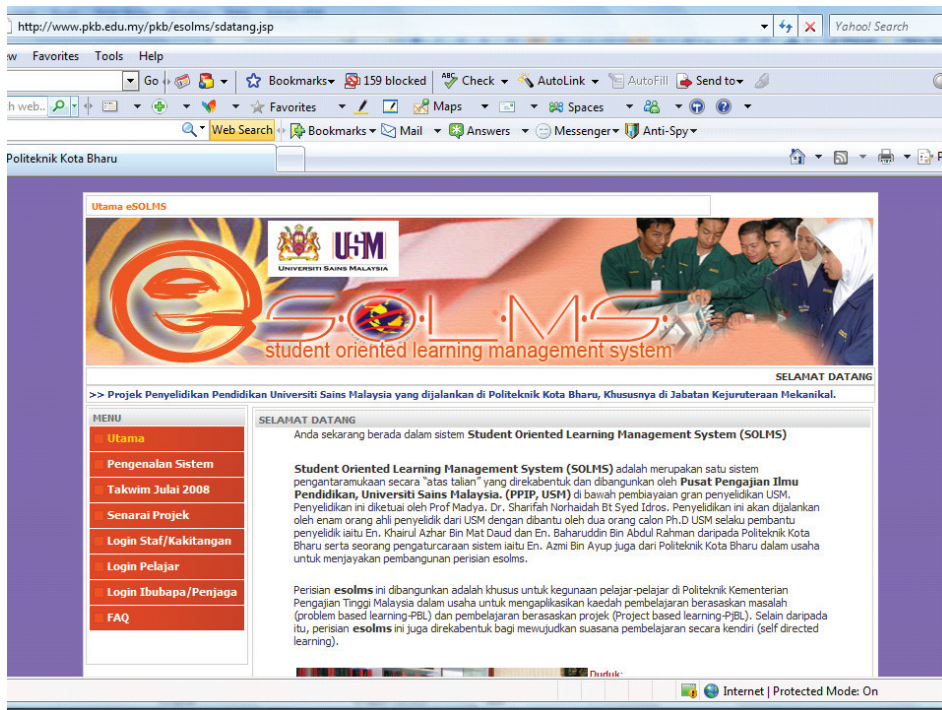 http://www.pkb.edu.my/pkb/esolms/sdatang.jsp Yahoo! Search
ew Favorites Tools Help
Go Bookmarks 159 blocked Check AutoLink AutoFill Send to
h web.. Favorites Maps Spaces
Web Search Bookmarks Mail Answers Messenger Anti-Spy
Politeknik Kota Bharu P
Utama eSOLMS
USM
UNIVERSITI SAINS MALAYSIA
e S·O·L·M·S·
student oriented learning management system
SELAMAT DATANG
>> Projek Penyelidikan Pendidikan Universiti Sains Malaysia yang dijalankan di Politeknik Kota Bharu, Khususnya di Jabatan Kejuruteraan Mekanikal.
MENU
Utama
Pengenalan Sistem
Takwim Julai 2008
Senarai Projek
Login Staf/Kakitangan
Login Pelajar
Login Ibubapa/Penjaga
FAQ
SELAMAT DATANG
Anda sekarang berada dalam sistem Student Oriented Learning Management System (SOLMS)
Student Oriented Learning Management System (SOLMS) adalah merupakan satu sistem
pengantaramukaan secara "atas talian" yang direkabentuk dan dibangunkan oleh Pusat Pengajian Ilmu
Pendidikan, Universiti Sains Malaysia. (PPIP, USM) di bawah pembiayaian gran penyelidikan USM.
Penyelidikan ini diketuai oleh Prof Madya. Dr. Sharifah Norhaidah Bt Syed Idros. Penyelidikan ini akan dijalankan
oleh enam orang ahli penyelidik dari USM dengan dibantu oleh dua orang calon Ph.D USM selaku pembantu
penyelidik iaitu En. Khairul Azhar Bin Mat Daud dan En. Baharuddin Bin Abdul Rahman daripada Politeknik Kota
Bharu serta seorang pengaturcaraan sistem iaitu En. Azmi Bin Ayup juga dari Politeknik Kota Bharu dalam usaha
untuk menjayakan pembangunan perisian esolms.
Perisian esolms ini dibangunkan adalah khusus untuk kegunaan pelajar-pelajar di Politeknik Kementerian
Pengajian Tinggi Malaysia dalam usaha untuk mengaplikasikan kaedah pembelajaran berasaskan masalah
(problem based learning-PBL) dan pembelajaran berasaskan projek (Project based learning-PjBL). Selain daripada
itu, perisian esolms ini juga direkabentuk bagi mewujudkan suasana pembelajaran secara kendiri (self directed
learning).
Duduk:
Internet | Protected Mode: On